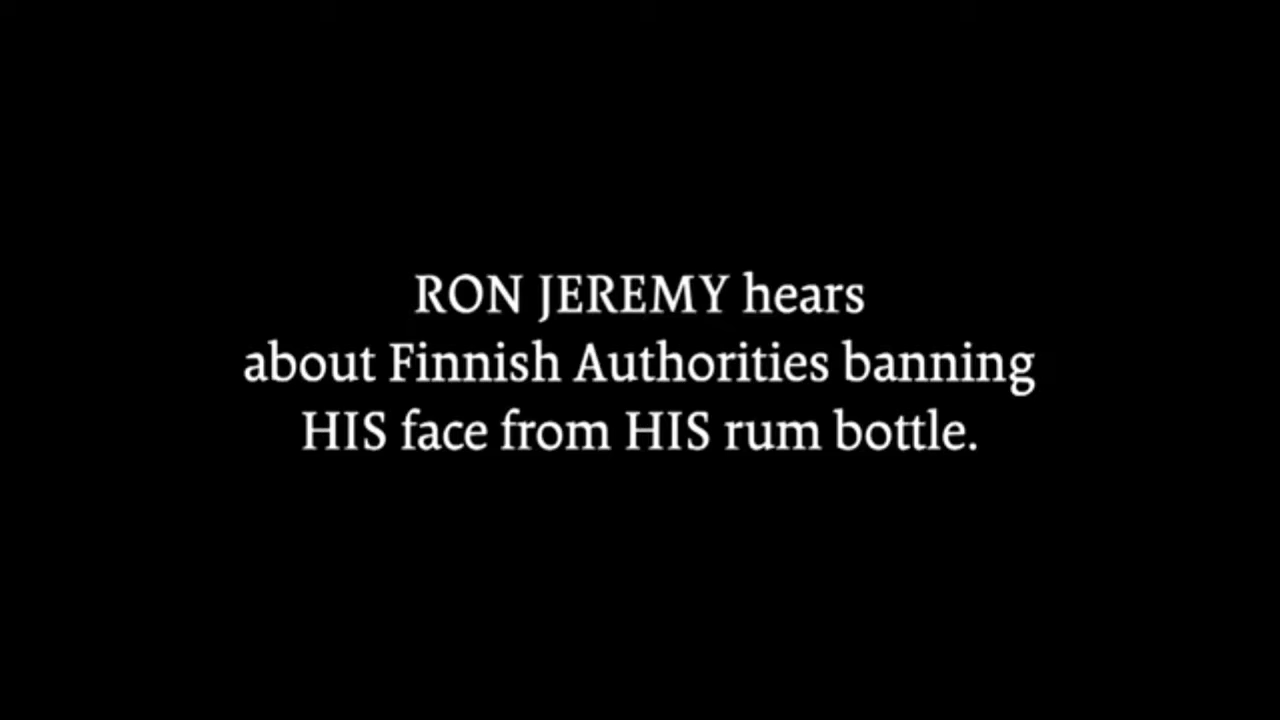 RON JEREMY hears
about Finnish Authorities banning
HIS face from HIS rum bottle.